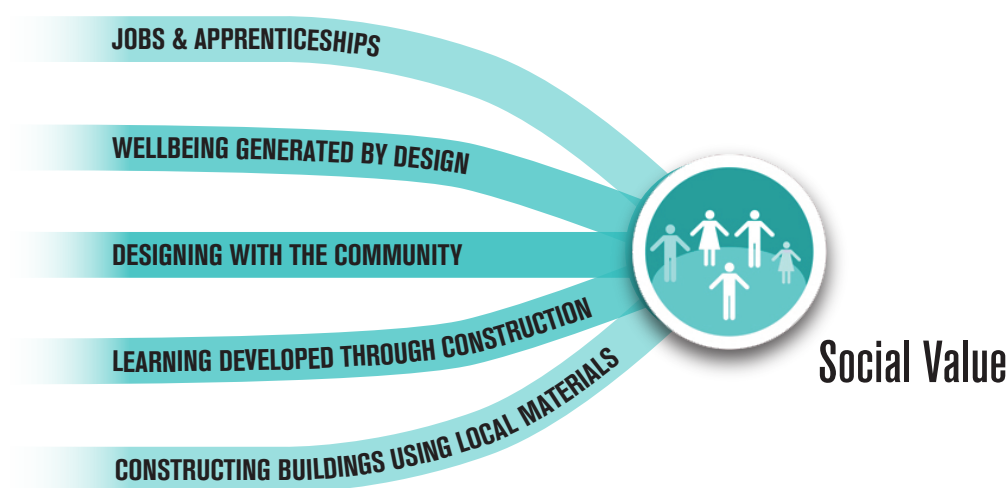 JOBS & APPRENTICESHIPS
WELLBEING GENERATED BY DESIGN
DESIGNING WITH THE COMMUNITY
LEARNING DEVELOPED THROUGH CONSTRUCTION
CONSTRUCTING BUILDINGS USING LOCAL MATERIALS
Social Value